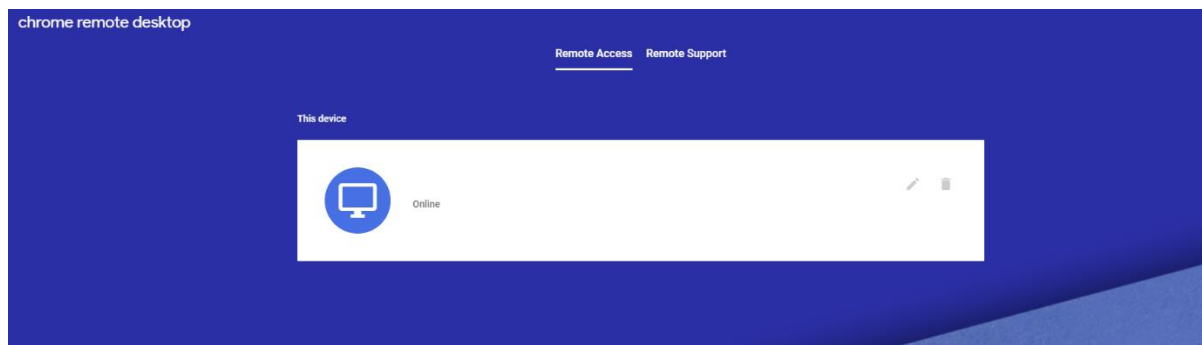 chrome remote desktop
Remote Access Remote Support
This device
Online